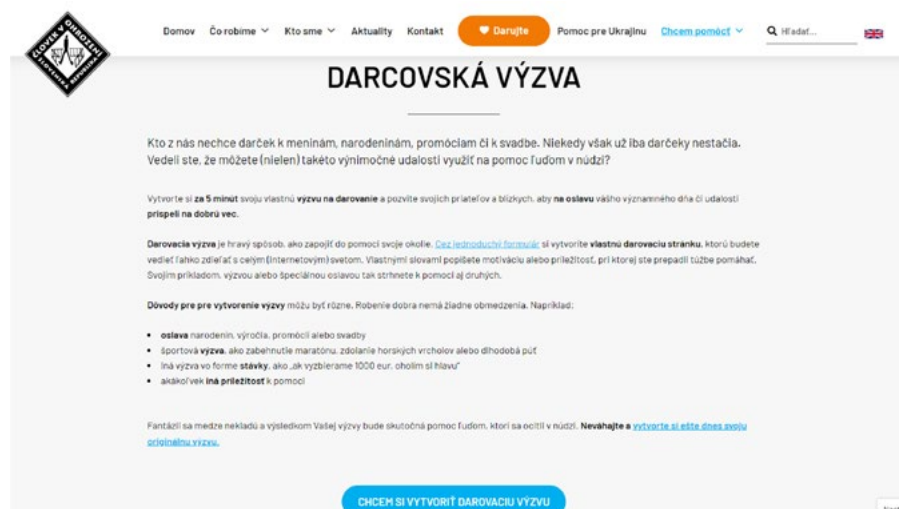 ČLOVEK V OHROZENÍ
SLOVENSKÁ REPUBLIKA
Domov Čo robíme Kto sme Aktuality Kontakt Darujte Pomoc pre Ukrajinu Chcem pomôcť Hľadať...
DARCOVSKÁ VÝZVA
Kto z nás nechce darček k meninám, narodeninám, promóciam či k svadbe. Niekedy však už iba darčeky nestačia.
Vedeli ste, že môžete (nielen) takéto výnimočné udalosti využiť na pomoc ľuďom v núdzi?
Vytvorte si za 5 minút svoju vlastnú výzvu na darovanie a pozvite svojich priateľov a blízkych, aby na oslavu vášho významného dňa či udalosti
prispeli na dobrú vec.
Darovacia výzva je hravý spôsob, ako zapojiť do pomoci svoje okolie. Cez jednoduchý formulár si vytvoríte vlastnú darovaciu stránku, ktorú budete
vedieť ľahko zdieľať s celým (internetovým) svetom. Vlastnými slovami popíšete motiváciu alebo príležitosť, pri ktorej ste prepadli túžbe pomáhať.
Svojím príkladom, výzvou alebo špeciálnou oslavou tak strhnete k pomoci aj druhých.
Dôvody pre pre vytvorenie výzvy môžu byť rôzne. Robenie dobra nemá žiadne obmedzenia. Napríklad:
• oslava narodenín, výročia, promócií alebo svadby
• športová výzva, ako zabehnutie maratónu, zdolanie horských vrcholov alebo dlhodobá púť
• iná výzva vo forme stávky, ako „ak vyzbierame 1000 eur, oholím si hlavu"
• akákoľvek iná príležitosť k pomoci
Fantázii sa medze nekladú a výsledkom Vašej výzvy bude skutočná pomoc ľuďom, ktorí sa ocitli v núdzi. Neváhajte a vytvorte si ešte dnes svoju
originálnu výzvu.
CHCEM SI VYTVORIŤ DAROVACIU VÝZVU